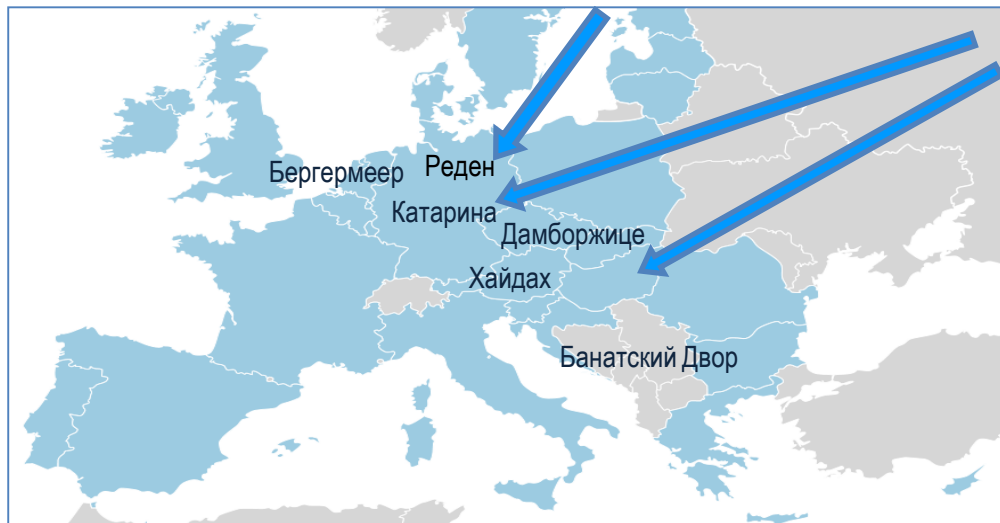 Бергермеер
Реден
Катарина
Дамборжице
Хайдах
Банатский Двор